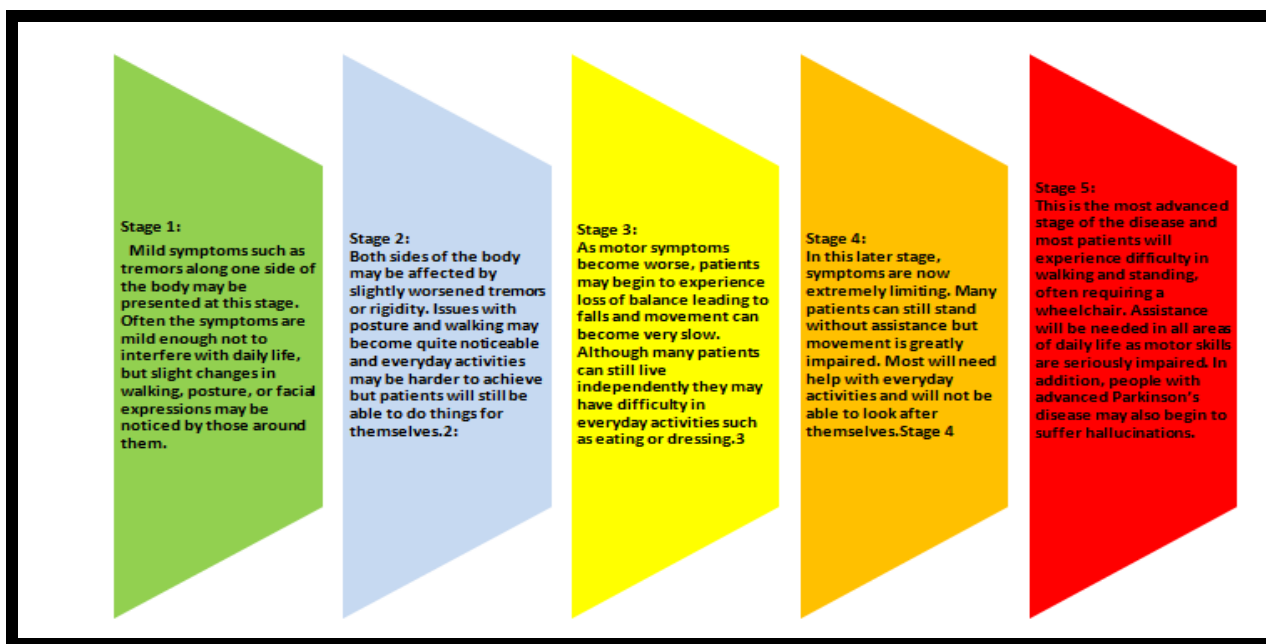 Stage 1:
Mild symptoms such as
tremors along one side of
the body may be
presented at this stage.
Often the symptoms are
mild enough not to
interfere with daily life,
but slight changes in
walking, posture, or facial
expressions may be
noticed by those around
them.
Stage 2:
Both sides of the body
may be affected by
slightly worsened tremors
or rigidity. Issues with
posture and walking may
become quite noticeable
and everyday activities
may be harder to achieve
but patients will still be
able to do things for
themselves.2:
Stage 3:
As motor symptoms
become worse, patients
may begin to experience
loss of balance leading to
falls and movement can
become very slow.
Although many patients
can still live
independently they may
have difficulty in
everyday activities such
as eating or dressing.3
Stage 4:
In this later stage,
symptoms are now
extremely limiting. Many
patients can still stand
without assistance but
movement is greatly
impaired. Most will need
help with everyday
activities and will not be
able to look after
themselves.Stage 4
Stage 5:
This is the most advanced
stage of the disease and
most patients will
experience difficulty in
walking and standing,
often requiring a
wheelchair. Assistance
will be needed in all areas
of daily life as motor skills
are seriously impaired. In
addition, people with
advanced Parkinson's
disease may also begin to
suffer hallucinations.